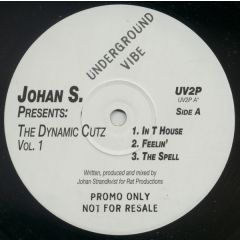 UNDERGROUND
VIBE
JOHAN S.
PRESENTS:
THE DYNAMIC CUTZ
VOL. 1
UV2P
UV2P A"
SIDE A
1. IN T HOUSE
2. FEELIN'
3. THE SPELL
Written, produced and mixed by
Johan Strandkvist for Rat Productions
PROMO ONLY
NOT FOR RESALE